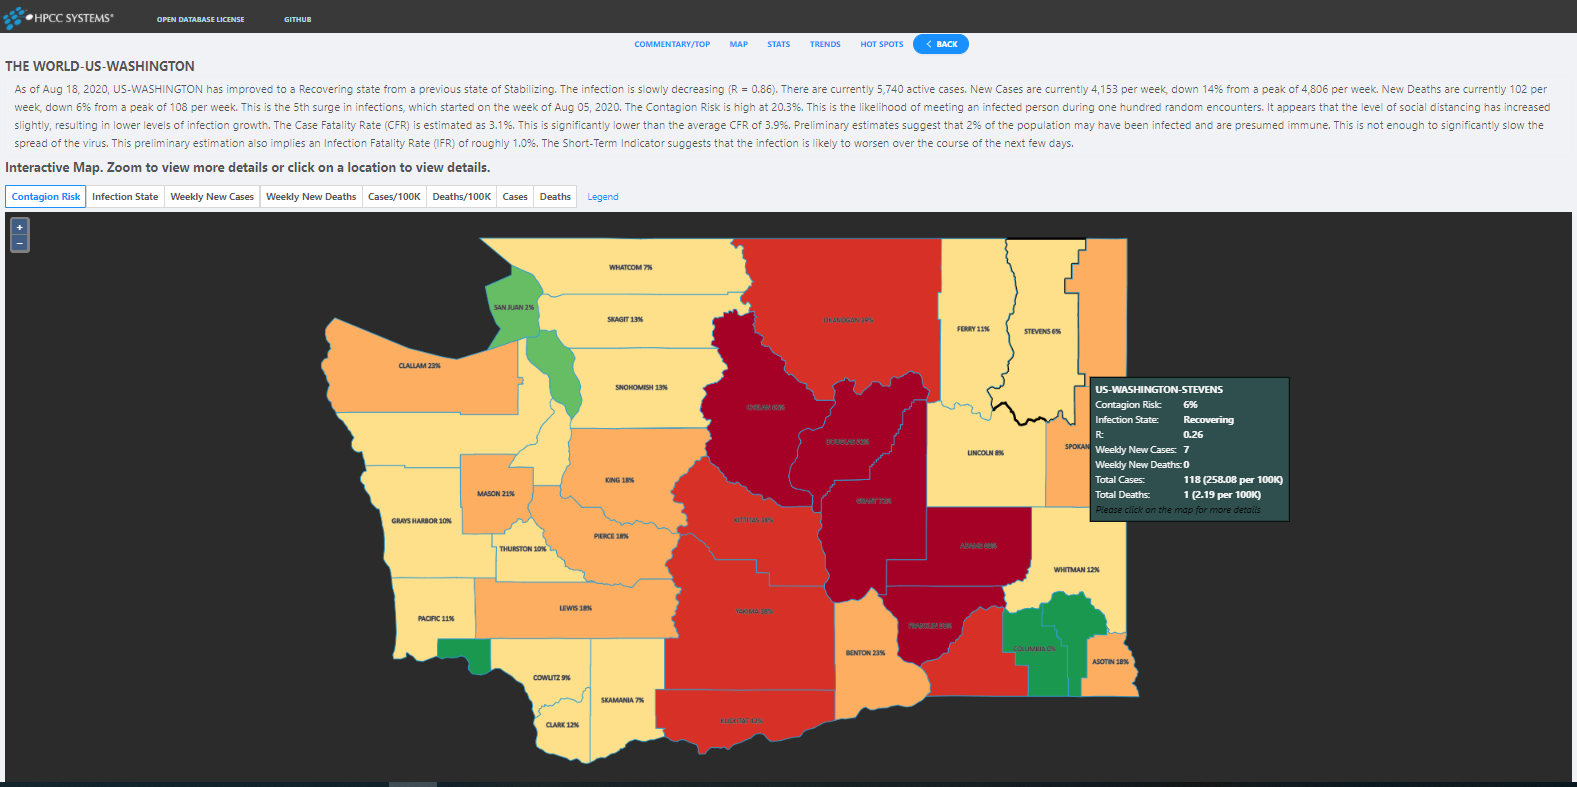 HPCC SYSTEMS®
OPEN DATABASE LICENSE
GITHUB
COMMENTARY/TOP
MAP
STATS
TRENDS
HOT SPOTS
BACK
THE WORLD-US-WASHINGTON
As of Aug 18, 2020, US-WASHINGTON has improved to a Recovering state from a previous state of Stabilizing. The infection is slowly decreasing (R = 0.86). There are currently 5,740 active cases. New Cases are currently 4,153 per week, down 14% from a peak of 4,806 per week. New Deaths are currently 102 per
week, down 6% from a peak of 108 per week. This is the 5th surge in infections, which started on the week of Aug 05, 2020. The Contagion Risk is high at 20.3%. This is the likelihood of meeting an infected person during one hundred random encounters. It appears that the level of social distancing has increased
slightly, resulting in lower levels of infection growth. The Case Fatality Rate (CFR) is estimated as 3.1%. This is significantly lower than the average CFR of 3.9%. Preliminary estimates suggest that 2% of the population may have been infected and are presumed immune. This is not enough to significantly slow the
spread of the virus. This preliminary estimation also implies an Infection Fatality Rate (IFR) of roughly 1.0%. The Short-Term Indicator suggests that the infection is likely to worsen over the course of the next few days.
Interactive Map. Zoom to view more details or click on a location to view details.
Contagion Risk
Infection State
Weekly New Cases
Weekly New Deaths
Cases/100K
Deaths/100K
Cases
Deaths
Legend
+
−
WHATCOM 7%
SAN JUAN 2%
SKAGIT 13%
OKANOGAN
FERRY 11%
STEVENS 6%
CLALLAM 23%
SNOHOMISH 13%
CHELAN
DOUGLAS
LINCOLN 8%
SPOKAN
KING 18%
MASON 21%
GRANT
GRAYS HARBOR 10%
KITTITAS
PIERCE 18%
THURSTON 10%
ADAMS
WHITMAN 12%
LEWIS 18%
YAKIMA
PACIFIC 11%
FRANKLIN
BENTON 23%
COLUMBIA 0%
ASOTIN 18%
COWLITZ 9%
SKAMANIA 7%
CLARK 12%
KLICKITAT
US-WASHINGTON-STEVENS
Contagion Risk: 6%
Infection State: Recovering
R: 0.26
Weekly New Cases: 7
Weekly New Deaths: 0
Total Cases: 118 (258.08 per 100K)
Total Deaths: 1 (2.19 per 100K)
Please click on the map for more details